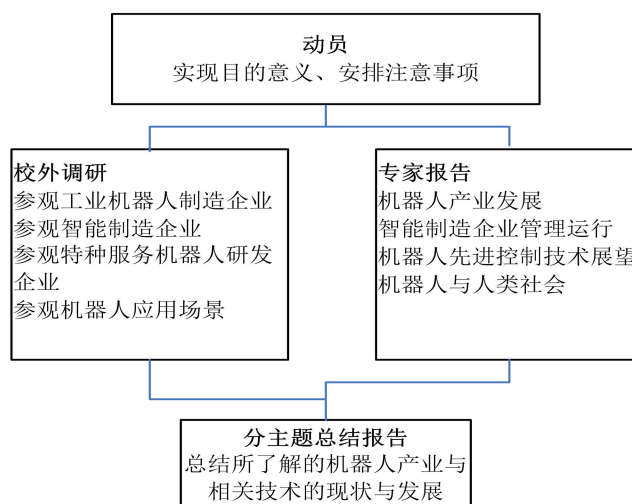 动员
实现目的意义、安排注意事项
校外调研
参观工业机器人制造企业
参观智能制造企业
参观特种服务机器人研发
企业
参观机器人应用场景
专家报告
机器人产业发展
智能制造企业管理运行
机器人先进控制技术展望
机器人与人类社会
分主题总结报告
总结所了解的机器人产业与
相关技术的现状与发展